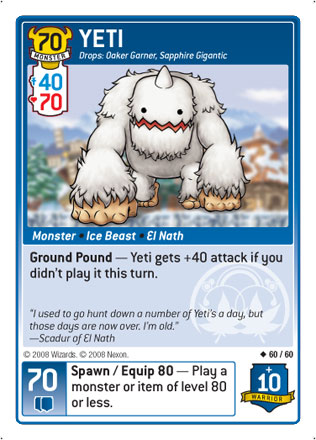 70
MONSTER
YETI
Drops: Oaker Garner, Sapphire Gigantic
40
70
Monster • Ice Beast • El Nath
Ground Pound — Yeti gets +40 attack if you
didn't play it this turn.
"I used to go hunt down a number of Yeti's a day, but
those days are now over. I'm old."
—Scadur of El Nath
© 2008 Wizards. © 2008 Nexon.
◆ 60 / 60
70
Spawn / Equip 80 — Play a
monster or item of level 80
or less.
+
10
WARRIOR